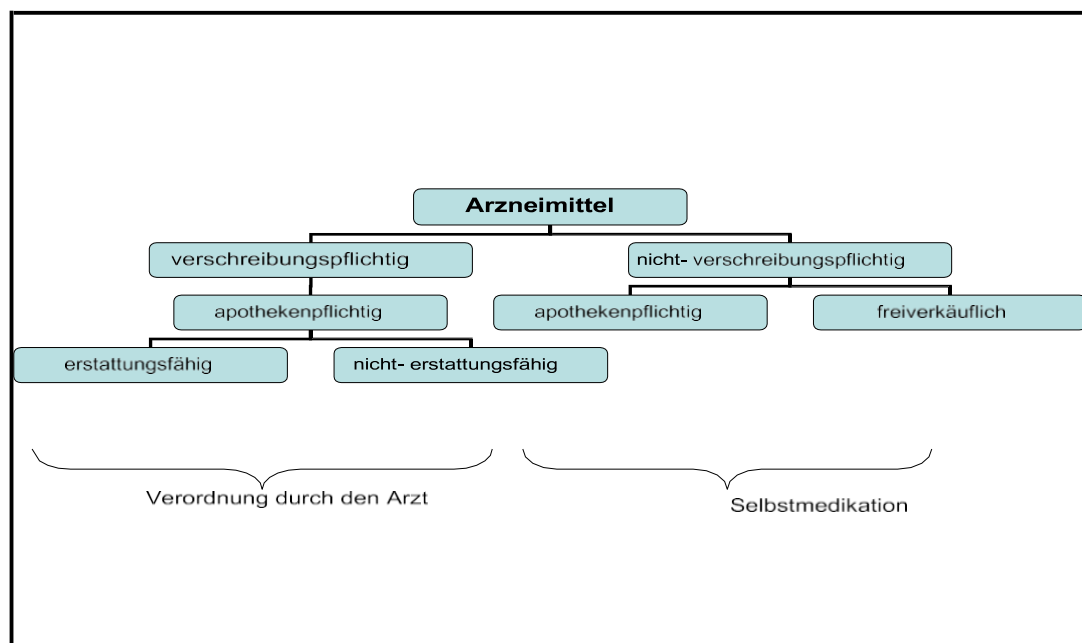 Arzneimittel
verschreibungspflichtig
nicht- verschreibungspflichtig
apothekenpflichtig
apothekenpflichtig
freiverkäuflich
erstattungsfähig
nicht- erstattungsfähig
Verordnung durch den Arzt
Selbstmedikation